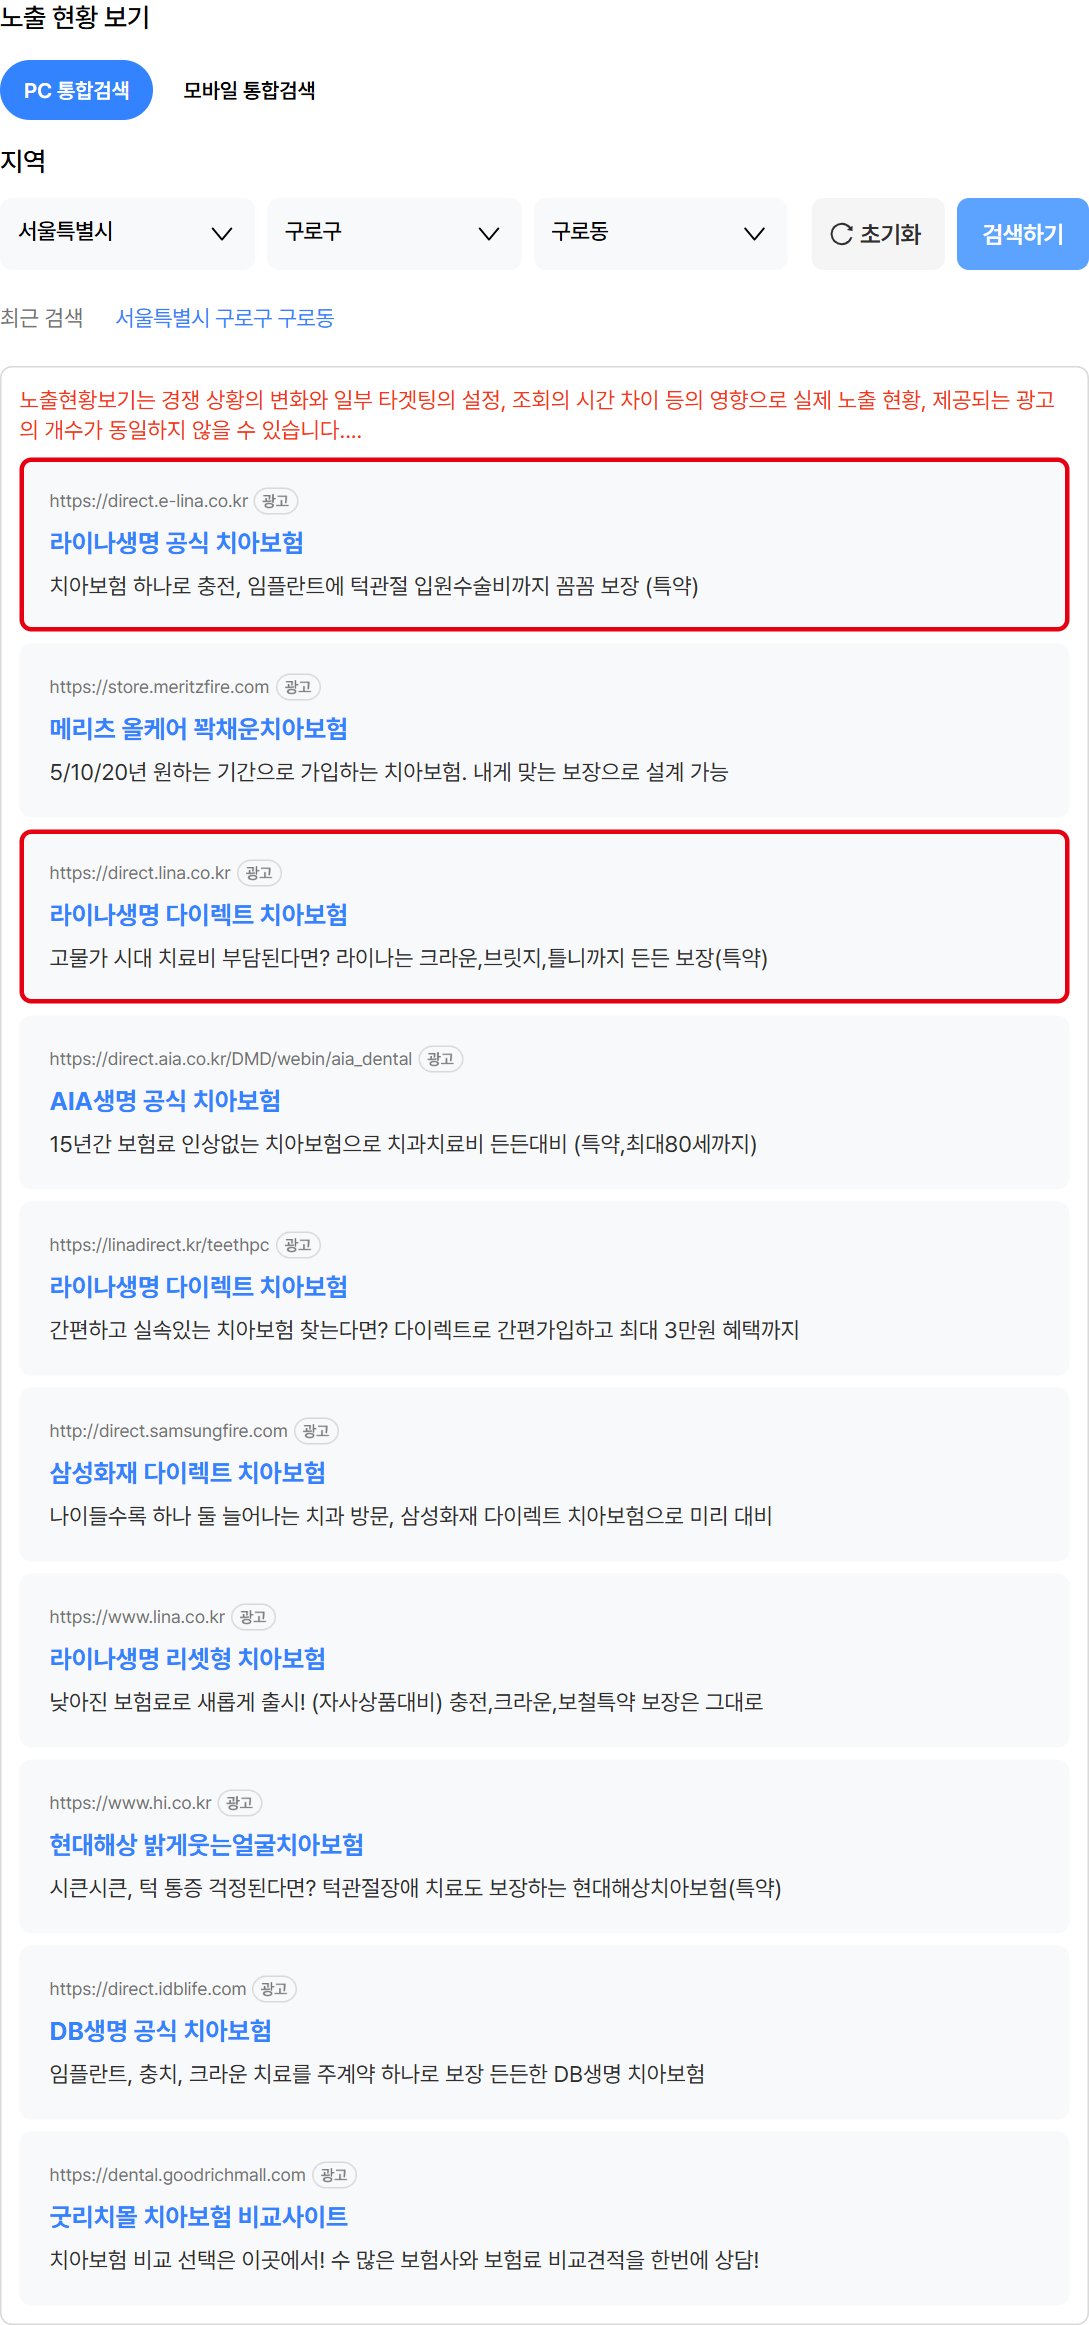 노출 현황 보기
PC 통합검색 모바일 통합검색
지역
서울특별시 구로구 구로동 초기화 검색하기
최근 검색 서울특별시 구로구 구로동
노출현황보기는 경쟁 상황의 변화와 일부 타겟팅의 설정, 조회의 시간 차이 등의 영향으로 실제 노출 현황, 제공되는 광고
의 개수가 동일하지 않을 수 있습니다....
https://direct.e-lina.co.kr 광고
라이나생명 공식 치아보험
치아보험 하나로 충전, 임플란트에 턱관절 입원수술비까지 꼼꼼 보장 (특약)
https://store.meritzfire.com 광고
메리츠 올케어 꽉채운치아보험
5/10/20년 원하는 기간으로 가입하는 치아보험. 내게 맞는 보장으로 설계 가능
https://direct.lina.co.kr 광고
라이나생명 다이렉트 치아보험
고물가 시대 치료비 부담된다면? 라이나는 크라운,브릿지,틀니까지 든든 보장(특약)
https://direct.aia.co.kr/DMD/webin/aia_dental 광고
AIA생명 공식 치아보험
15년간 보험료 인상없는 치아보험으로 치과치료비 든든대비 (특약,최대80세까지)
https://linadirect.kr/teethpc 광고
라이나생명 다이렉트 치아보험
간편하고 실속있는 치아보험 찾는다면? 다이렉트로 간편가입하고 최대 3만원 혜택까지
http://direct.samsungfire.com 광고
삼성화재 다이렉트 치아보험
나이들수록 하나 둘 늘어나는 치과 방문, 삼성화재 다이렉트 치아보험으로 미리 대비
https://www.lina.co.kr 광고
라이나생명 리셋형 치아보험
낮아진 보험료로 새롭게 출시! (자사상품대비) 충전,크라운,보철특약 보장은 그대로
https://www.hi.co.kr 광고
현대해상 밝게웃는얼굴치아보험
시큰시큰, 턱 통증 걱정된다면? 턱관절장애 치료도 보장하는 현대해상치아보험(특약)
https://direct.idblife.com 광고
DB생명 공식 치아보험
임플란트, 충치, 크라운 치료를 주계약 하나로 보장 든든한 DB생명 치아보험
https://dental.goodrichmall.com 광고
굿리치몰 치아보험 비교사이트
치아보험 비교 선택은 이곳에서! 수 많은 보험사와 보험료 비교견적을 한번에 상담!